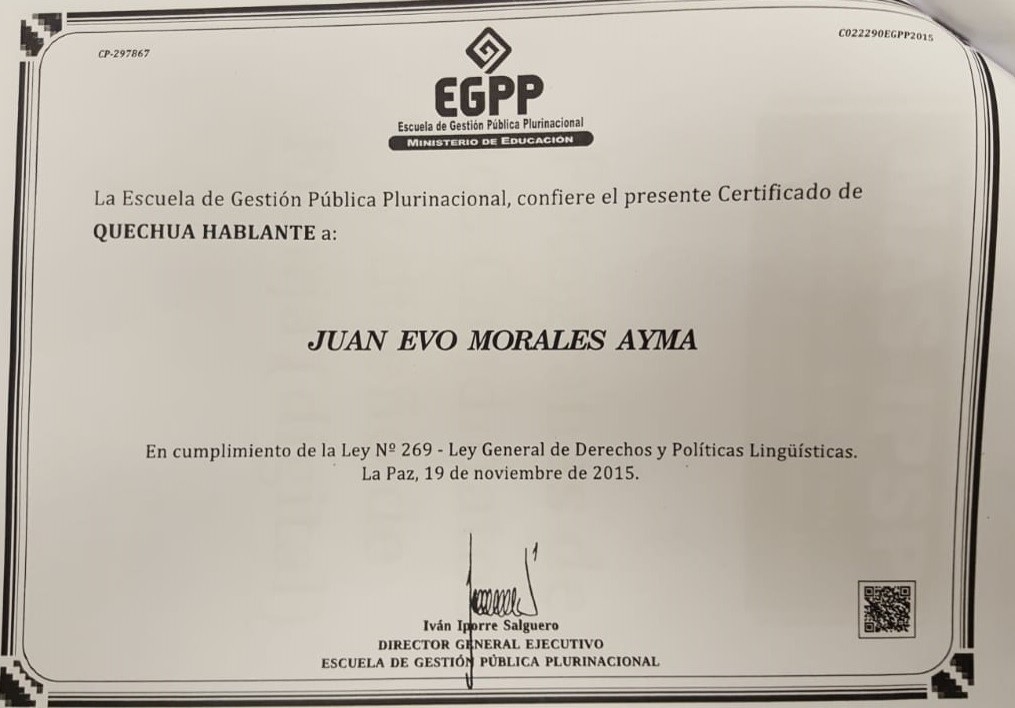 CP-297867
C022290EGPP2015
EGPP
Escuela de Gestión Pública Plurinacional
MINISTERIO DE EDUCACIÓN
La Escuela de Gestión Pública Plurinacional, confiere el presente Certificado de
QUECHUA HABLANTE a:
JUAN EVO MORALES AYMA
En cumplimiento de la Ley Nº 269 - Ley General de Derechos y Políticas Lingüísticas.
La Paz, 19 de noviembre de 2015.
Iván Iporre Salguero
DIRECTOR GENERAL EJECUTIVO
ESCUELA DE GESTIÓN PÚBLICA PLURINACIONAL